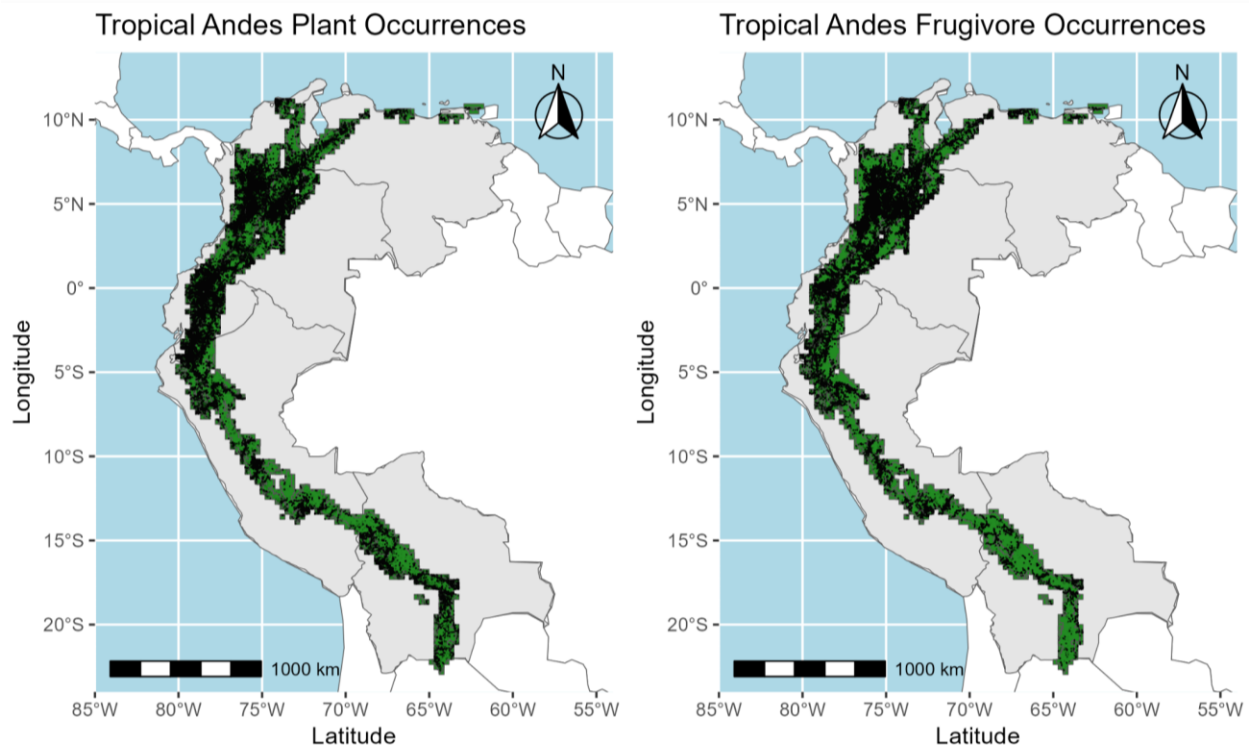 Tropical Andes Plant Occurrences
Tropical Andes Frugivore Occurrences
N
10°N
5°N
0°
5°S
10°S
15°S
20°S
Longitude
1000 km
85°W 80°W 75°W 70°W 65°W 60°W 55°W
Latitude
N
10°N
5°N
0°
5°S
10°S
15°S
20°S
Longitude
1000 km
85°W 80°W 75°W 70°W 65°W 60°W 55°W
Latitude